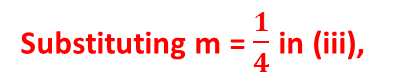 Substituting m = 1/4 in (iii),